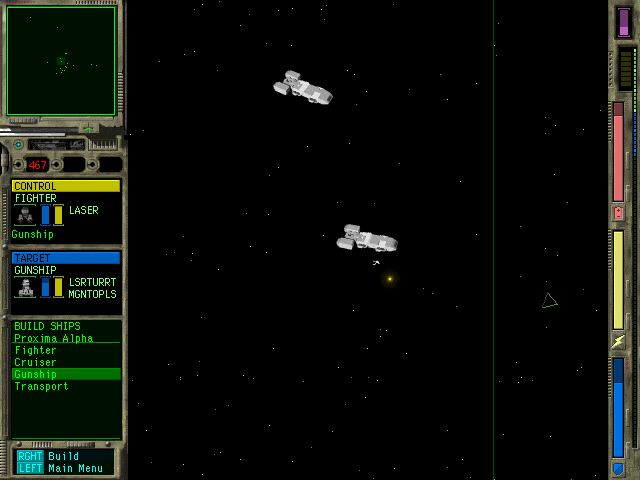 467
CONTROL
FIGHTER
LASER
Gunship
TARGET
GUNSHIP
LSRTURRT
MGNTOPLS
BUILD SHIPS
Proxima Alpha
Fighter
Cruiser
Gunship
Transport
RGHT Build
LEFT Main Menu